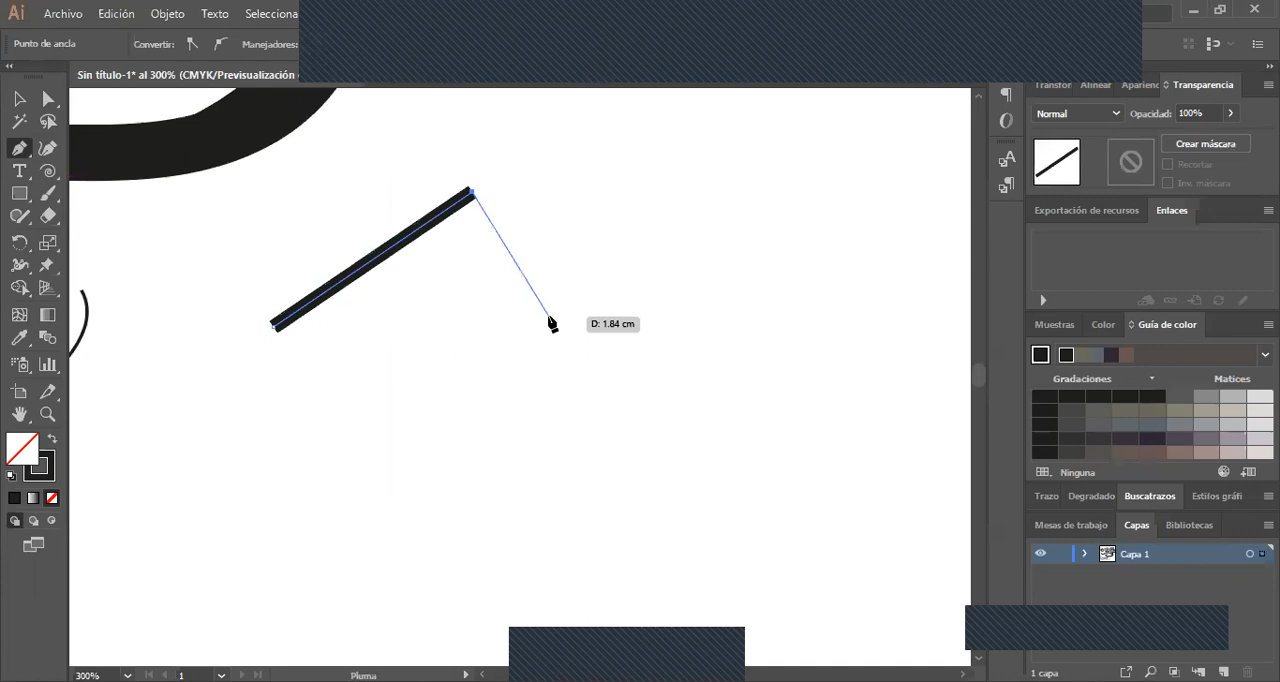 Ai Archivo Edición Objeto Texto Selecciona
Punto de ancla Convertir: Manejadores:
Sin título-1* al 300% (CMYK/Previsualización
Transfor Alinear Aparienc Transparencia
Normal Opacidad: 100%
Crear máscara
Recortar
Inv. máscara
Exportación de recursos Enlaces
D: 1.84 cm
Muestras Color Guía de color
Gradaciones Matices
Ninguna
Trazo Degradado Buscatrazos Estilos gráfi
Mesas de trabajo Capas Bibliotecas
Capa 1
300% 1 Pluma
1 capa